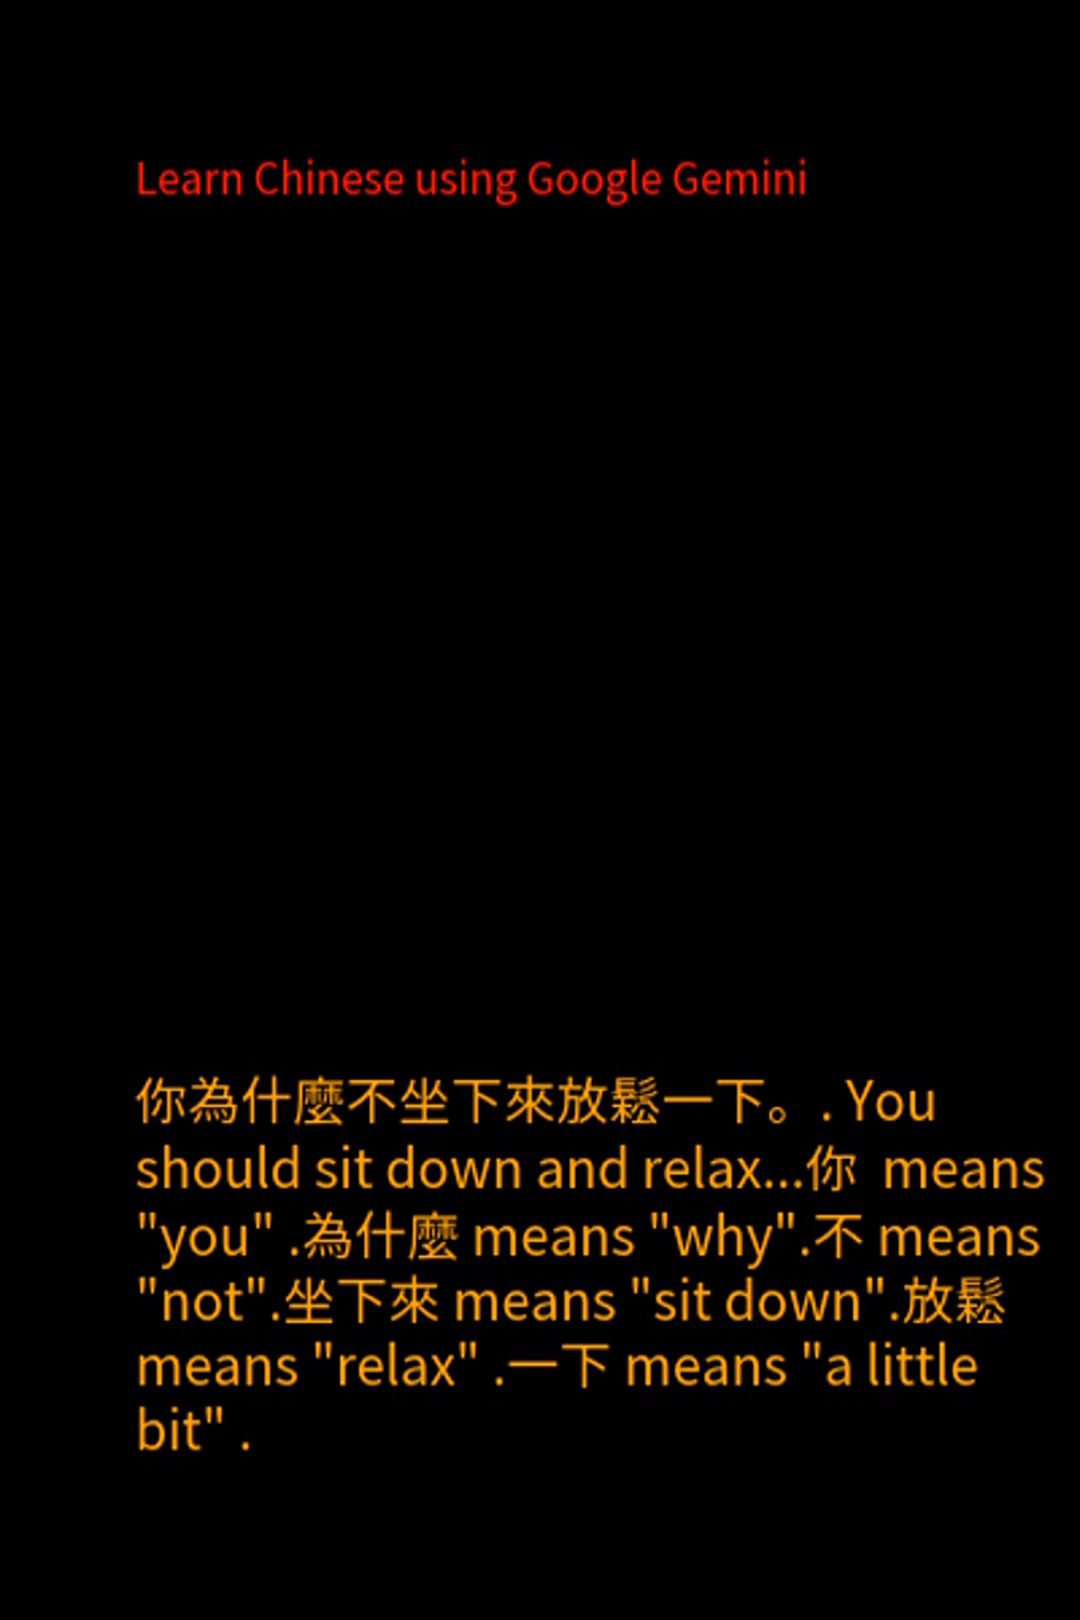 Learn Chinese using Google Gemini
你為什麼不坐下來放鬆一下。. You
should sit down and relax...你 means
"you" .為什麼 means "why".不 means
"not".坐下來 means "sit down".放鬆
means "relax" .一下 means "a little
bit" .